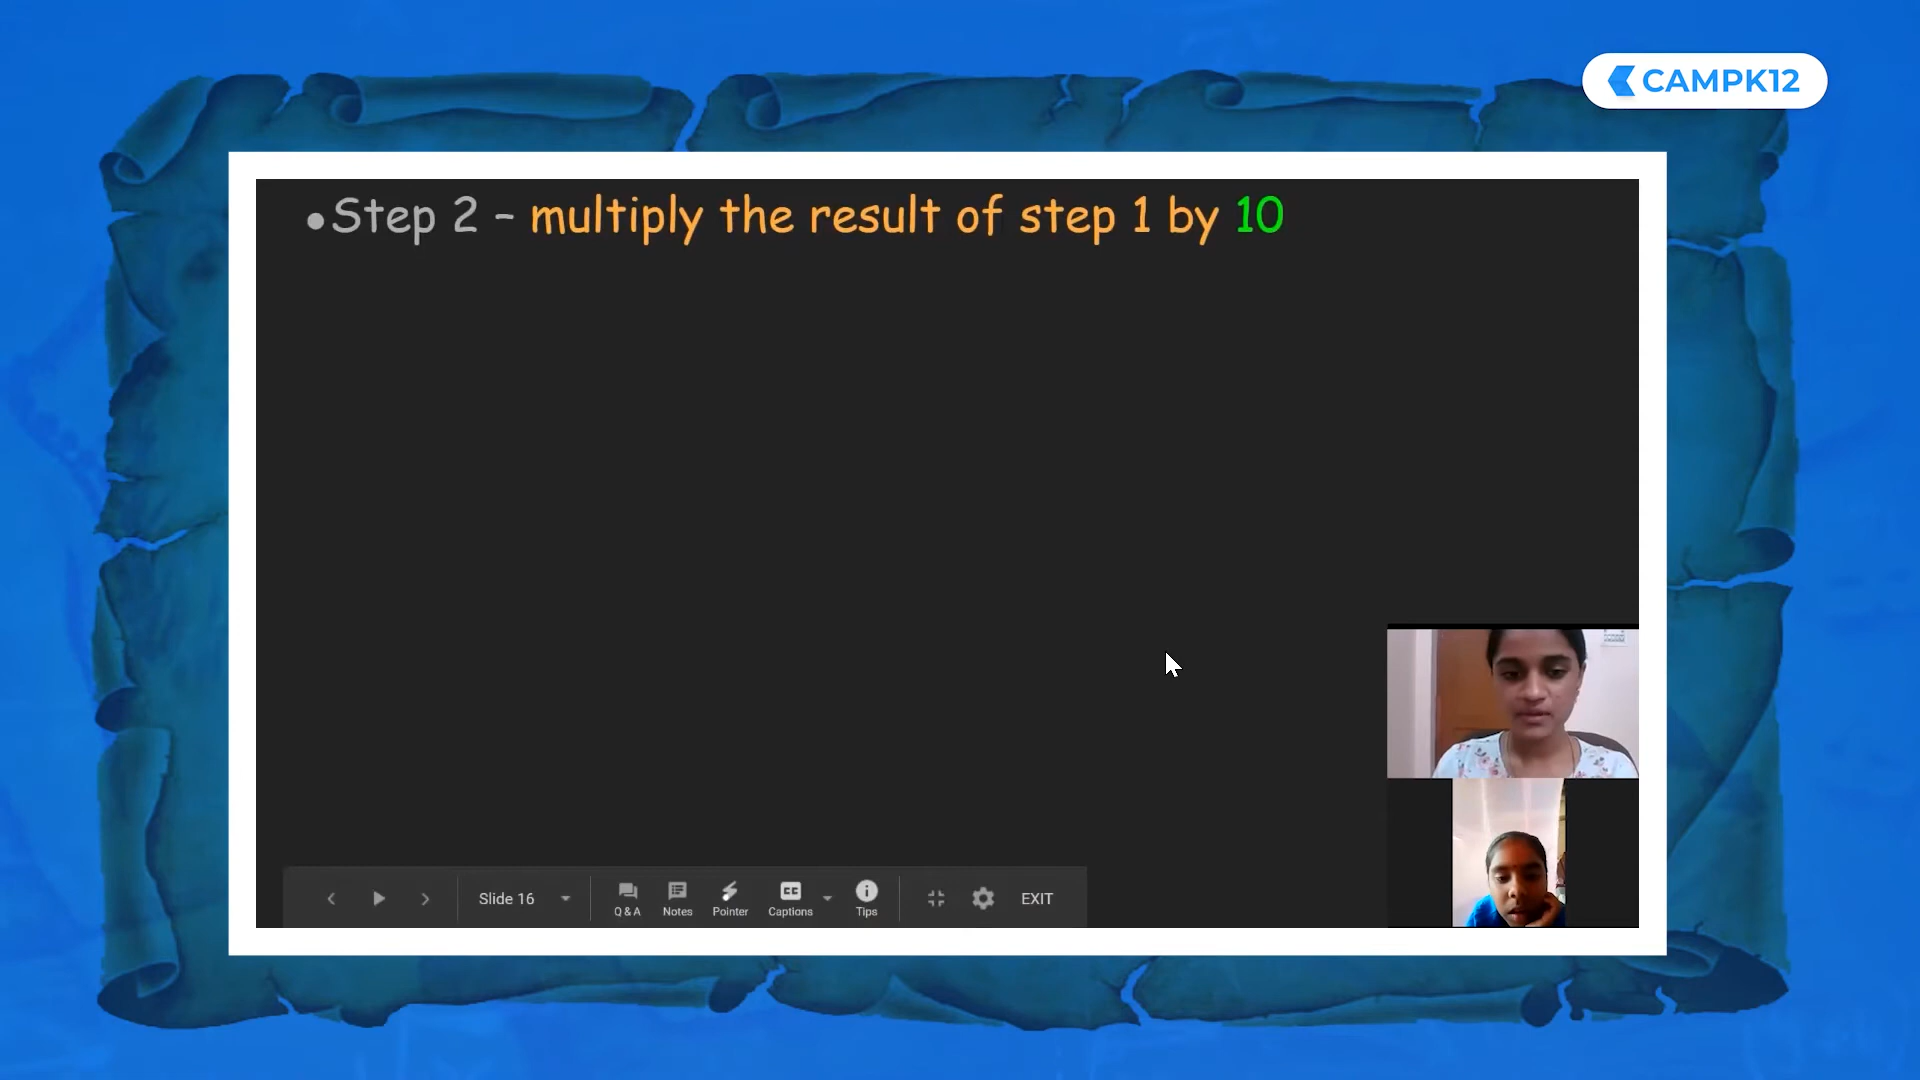 CAMPK12
•Step 2 – multiply the result of step 1 by 10
Slide 16
Q & A
Notes
Pointer
Captions
Tips
EXIT